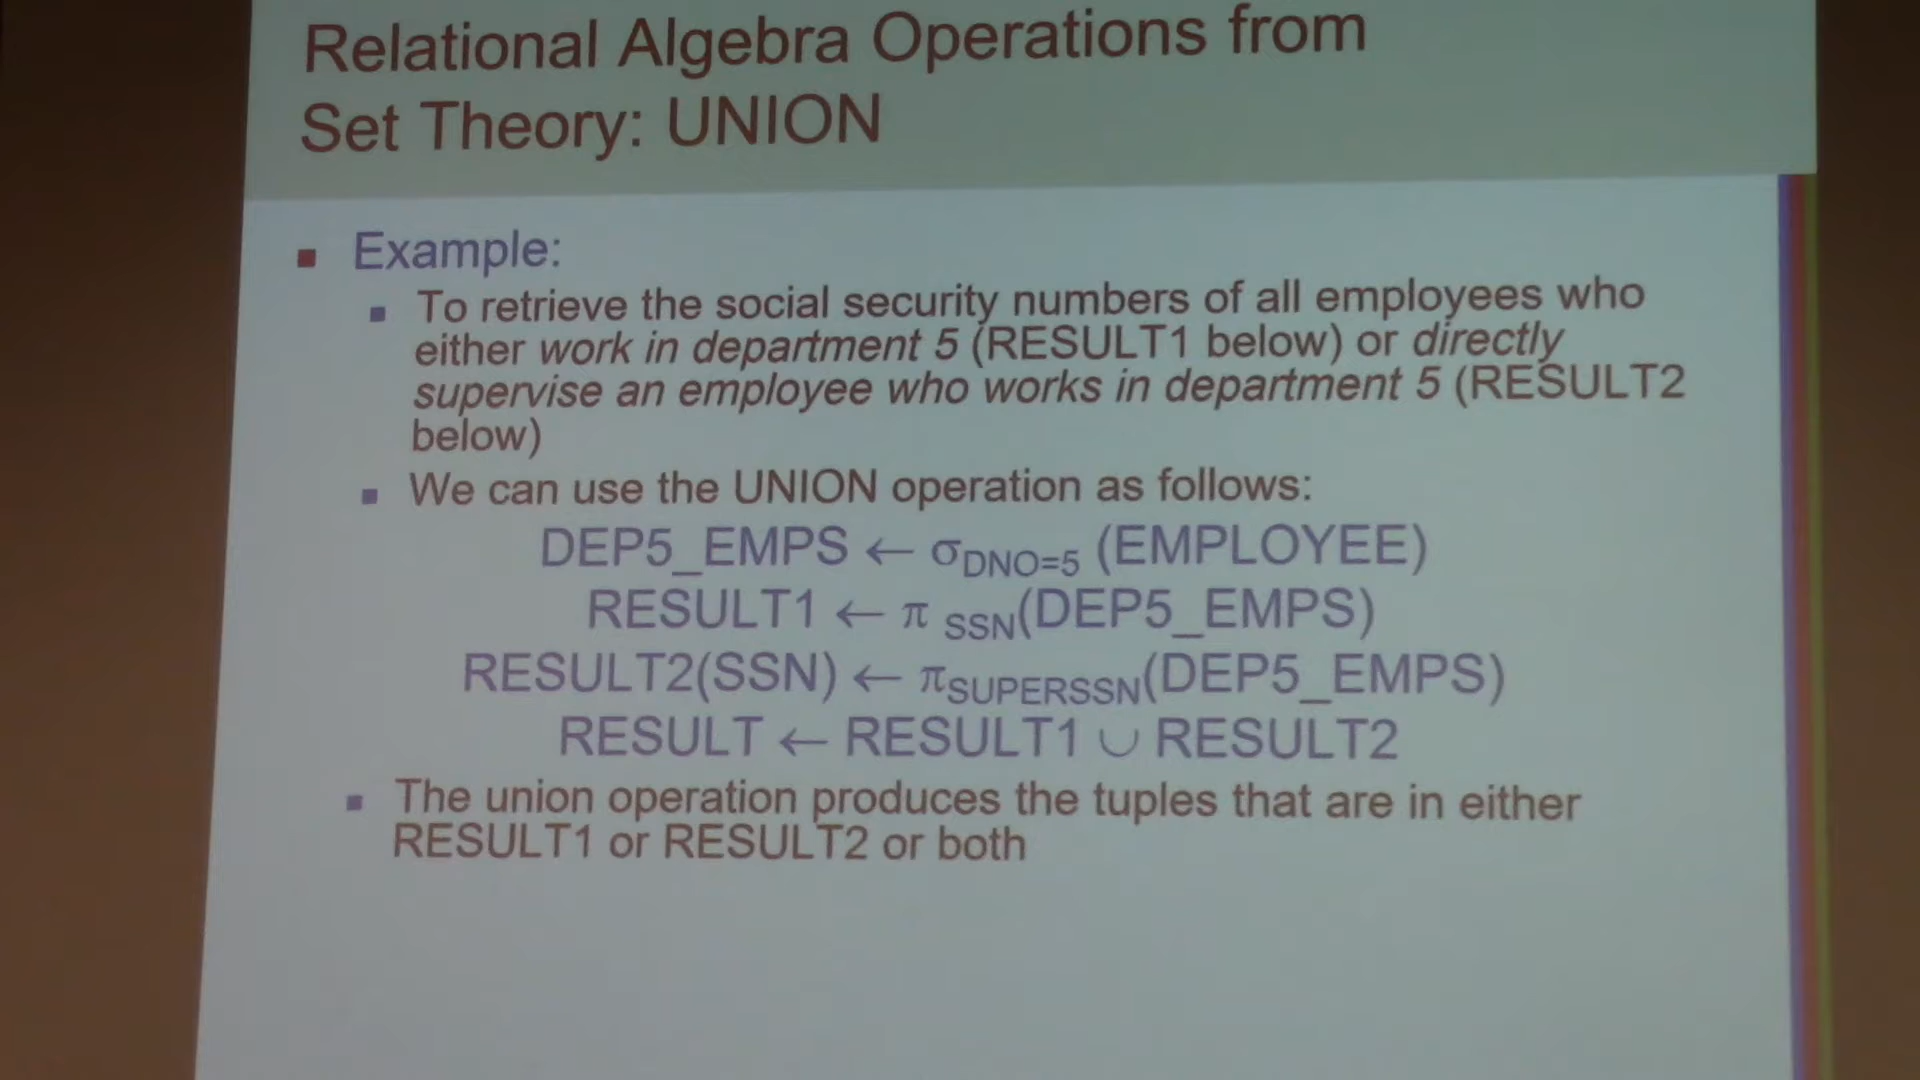 Relational Algebra Operations from
Set Theory: UNION
Example:
To retrieve the social security numbers of all employees who
either work in department 5 (RESULT1 below) or directly
supervise an employee who works in department 5 (RESULT2
below)
We can use the UNION operation as follows:
DEP5_EMPS ← σDNO=5 (EMPLOYEE)
RESULT1 ← π SSN(DEP5_EMPS)
RESULT2(SSN) ← πSUPERSSN(DEP5_EMPS)
RESULT ← RESULT1 ∪ RESULT2
The union operation produces the tuples that are in either
RESULT1 or RESULT2 or both